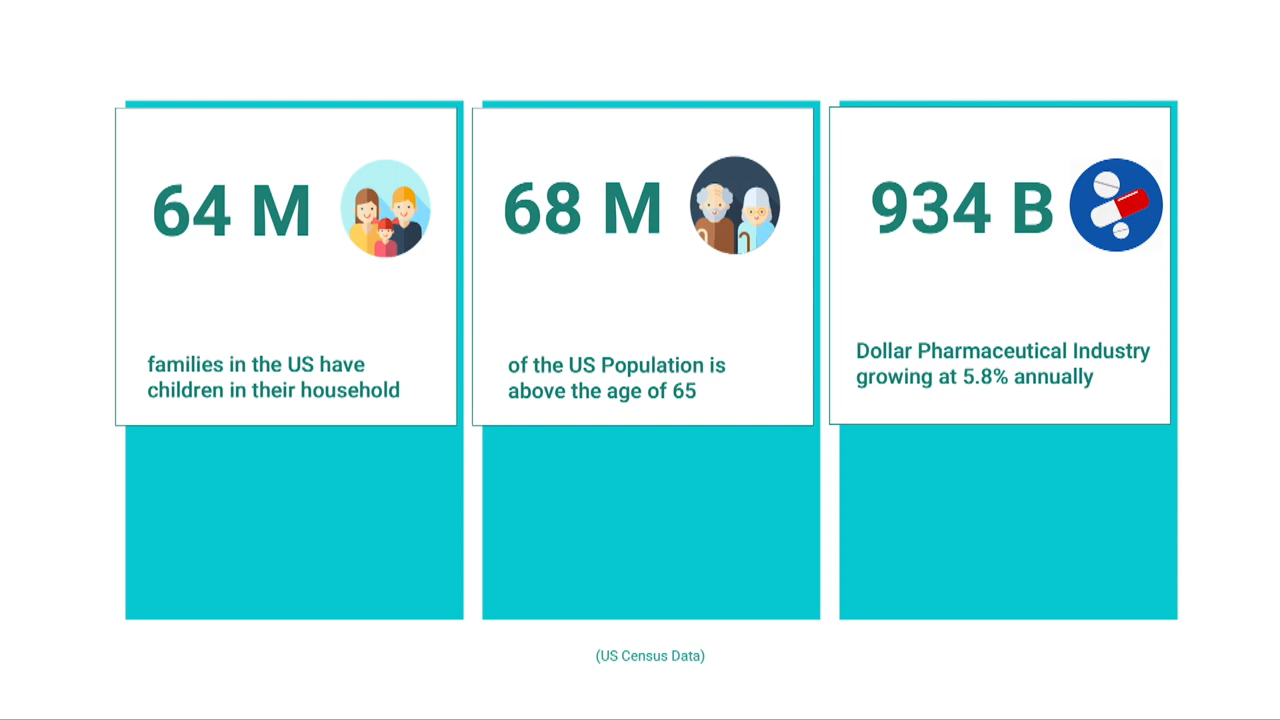 64 M
families in the US have
children in their household
68 M
of the US Population is
above the age of 65
934 B
Dollar Pharmaceutical Industry
growing at 5.8% annually
(US Census Data)